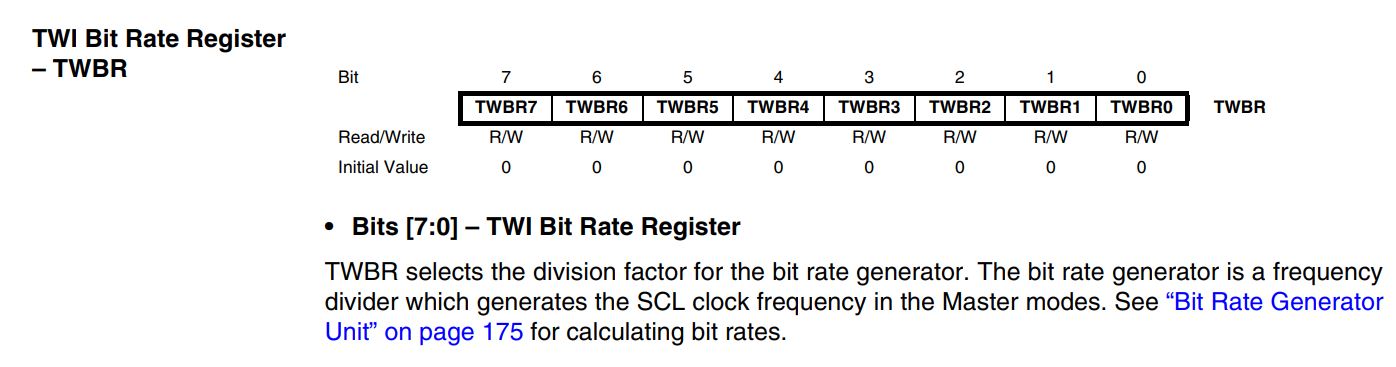 TWI Bit Rate Register
– TWBR
Bit 7 6 5 4 3 2 1 0
TWBR7 TWBR6 TWBR5 TWBR4 TWBR3 TWBR2 TWBR1 TWBR0 TWBR
Read/Write R/W R/W R/W R/W R/W R/W R/W R/W
Initial Value 0 0 0 0 0 0 0 0
• Bits [7:0] – TWI Bit Rate Register
TWBR selects the division factor for the bit rate generator. The bit rate generator is a frequency
divider which generates the SCL clock frequency in the Master modes. See “Bit Rate Generator
Unit” on page 175 for calculating bit rates.